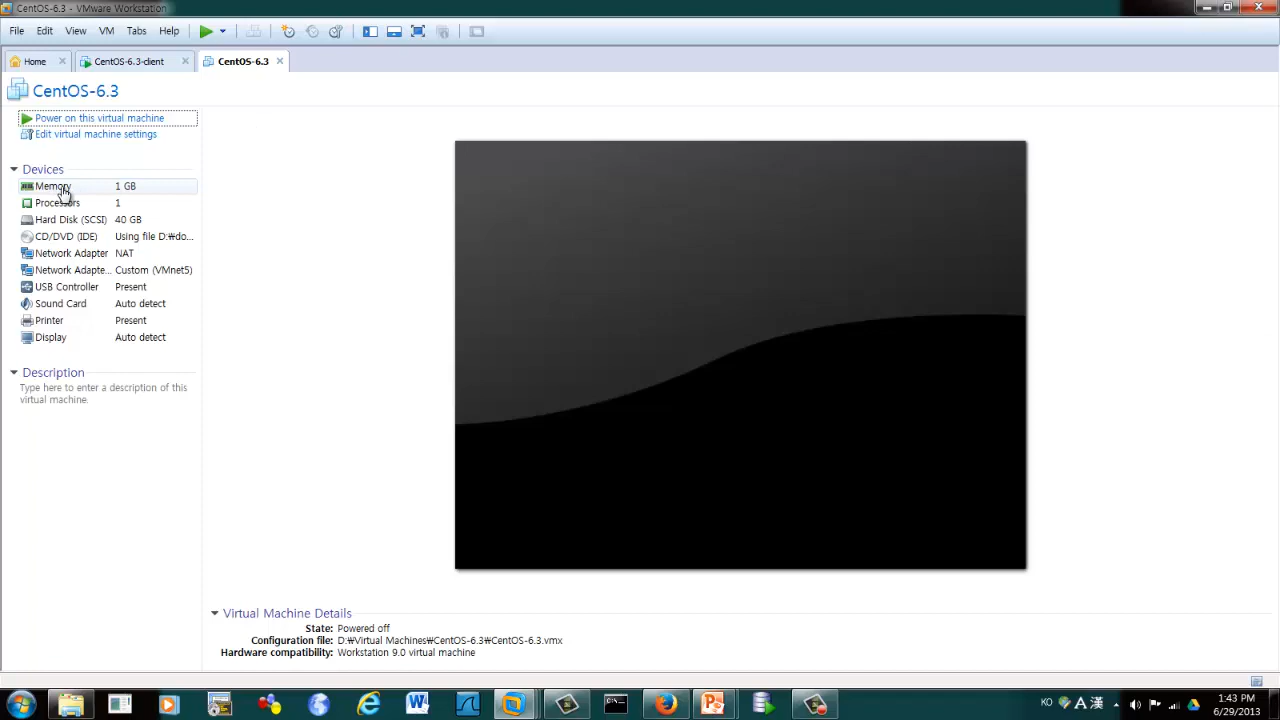 CentOS-6.3 - VMware Workstation
File Edit View VM Tabs Help
Home CentOS-6.3-client CentOS-6.3
CentOS-6.3
Power on this virtual machine
Edit virtual machine settings
Devices
Memory 1 GB
Processors 1
Hard Disk (SCSI) 40 GB
CD/DVD (IDE) Using file D:₩do...
Network Adapter NAT
Network Adapte... Custom (VMnet5)
USB Controller Present
Sound Card Auto detect
Printer Present
Display Auto detect
Description
Type here to enter a description of this
virtual machine.
Virtual Machine Details
State: Powered off
Configuration file: D:₩Virtual Machines₩CentOS-6.3₩CentOS-6.3.vmx
Hardware compatibility: Workstation 9.0 virtual machine
KO A 漢 1:43 PM
6/29/2013